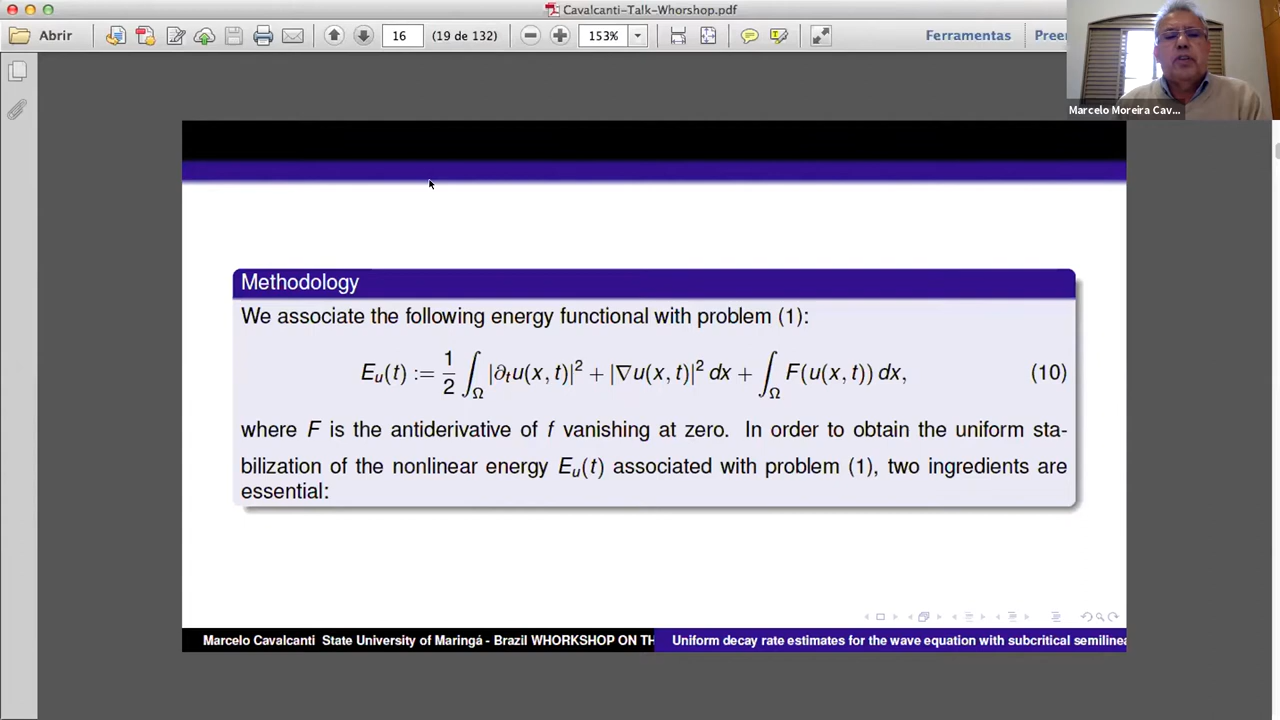 Cavalcanti-Talk-Whorshop.pdf
Abrir
16
(19 de 132)
153%
Ferramentas
Preen
Marcelo Moreira Cav...
Methodology
We associate the following energy functional with problem (1):
E_u(t) := 1/2 ∫_Ω |∂_t u(x, t)|² + |∇u(x, t)|² dx + ∫_Ω F(u(x, t)) dx, (10)
where F is the antiderivative of f vanishing at zero. In order to obtain the uniform sta-
bilization of the nonlinear energy E_u(t) associated with problem (1), two ingredients are
essential:
Marcelo Cavalcanti State University of Maringá - Brazil WHORKSHOP ON TH
Uniform decay rate estimates for the wave equation with subcritical semilinea